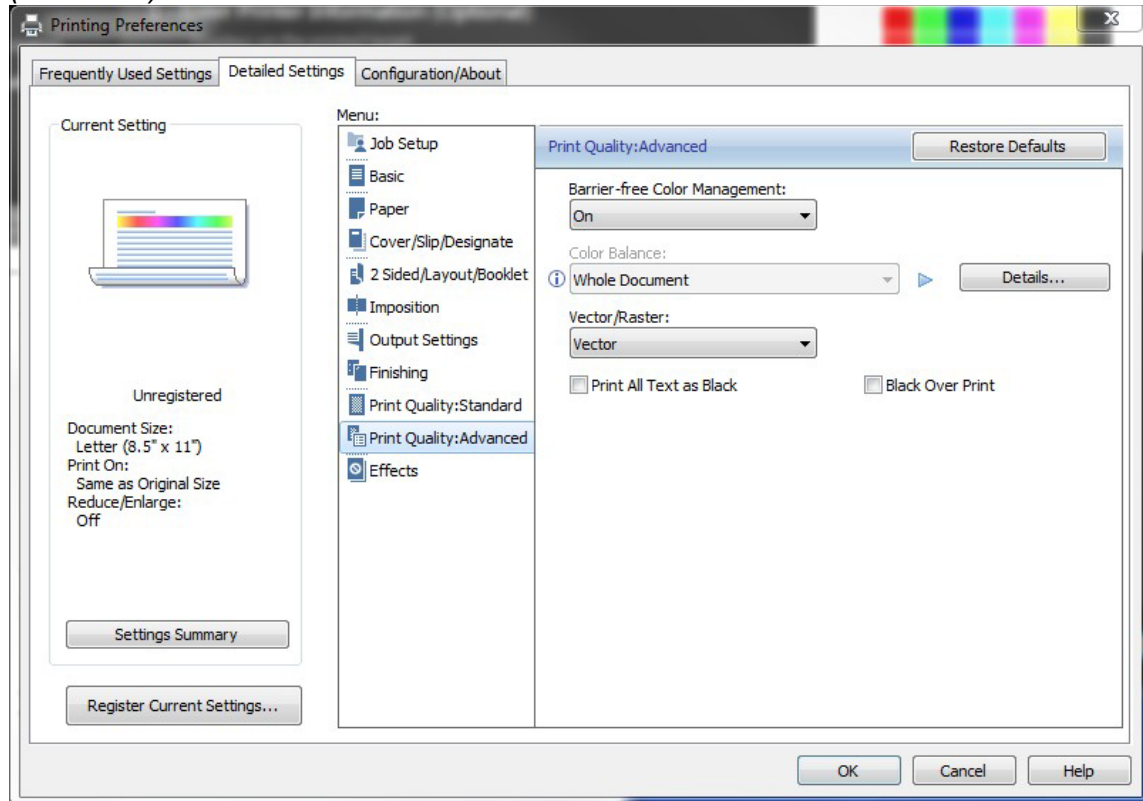 Printing Preferences
Frequently Used Settings
Detailed Settings
Configuration/About
Current Setting
Unregistered
Document Size:
Letter (8.5" x 11")
Print On:
Same as Original Size
Reduce/Enlarge:
Off
Settings Summary
Register Current Settings...
Menu:
Job Setup
Basic
Paper
Cover/Slip/Designate
2 Sided/Layout/Booklet
Imposition
Output Settings
Finishing
Print Quality:Standard
Print Quality:Advanced
Effects
Print Quality:Advanced
Restore Defaults
Barrier-free Color Management:
On
Color Balance:
Whole Document
Details...
Vector/Raster:
Vector
Print All Text as Black
Black Over Print
OK
Cancel
Help